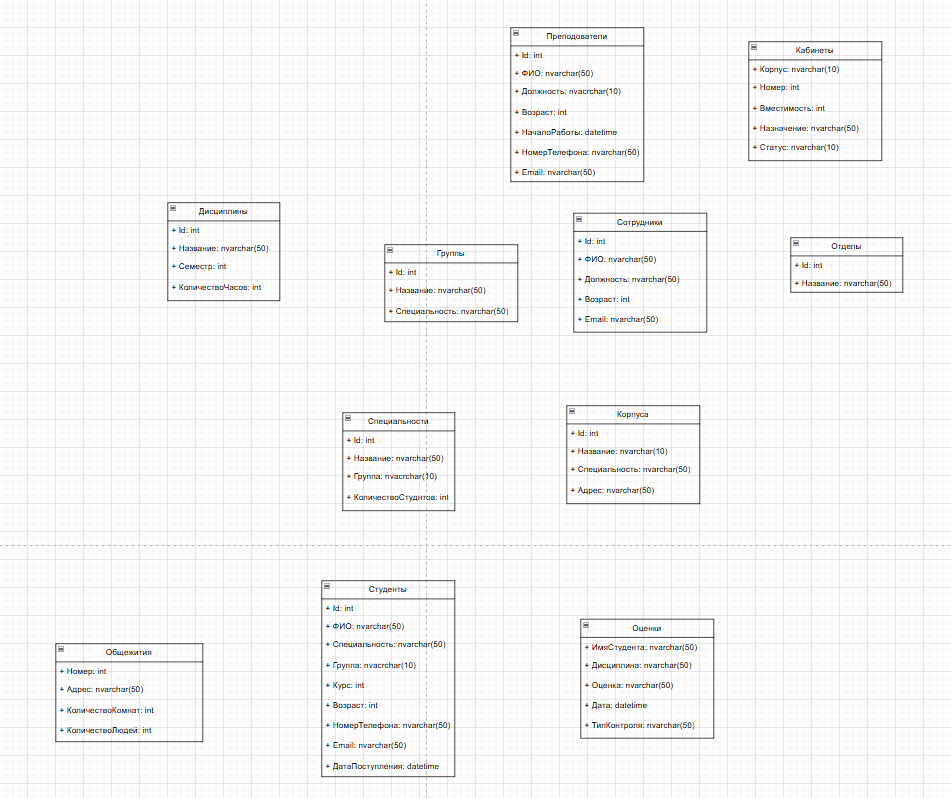 Преподователи
+ Id: int
+ ФИО: nvarchar(50)
+ Должность: nvacrchar(10)
+ Возраст: int
+ НачалоРаботы: datetime
+ НомерТелефона: nvarchar(50)
+ Email: nvarchar(50)
Кабинеты
+ Корпус: nvarchar(10)
+ Номер: int
+ Вместимость: int
+ Назначение: nvarchar(50)
+ Статус: nvarchar(10)
Дисциплины
+ Id: int
+ Название: nvarchar(50)
+ Семестр: int
+ КоличествоЧасов: int
Группы
+ Id: int
+ Название: nvarchar(50)
+ Специальность: nvarchar(50)
Сотрудники
+ Id: int
+ ФИО: nvarchar(50)
+ Должность: nvarchar(50)
+ Возраст: int
+ Email: nvarchar(50)
Отделы
+ Id: int
+ Название: nvarchar(50)
Специальности
+ Id: int
+ Название: nvarchar(50)
+ Группа: nvacrchar(10)
+ КоличествоСтуднтов: int
Корпуса
+ Id: int
+ Название: nvarchar(10)
+ Специальность: nvarchar(50)
+ Адрес: nvarchar(50)
Общежития
+ Номер: int
+ Адрес: nvarchar(50)
+ КоличествоКомнат: int
+ КоличествоЛюдей: int
Студенты
+ Id: int
+ ФИО: nvarchar(50)
+ Специальность: nvarchar(50)
+ Группа: nvacrchar(10)
+ Курс: int
+ Возраст: int
+ НомерТелефона: nvarchar(50)
+ Email: nvarchar(50)
+ ДатаПоступления: datetime
Оценки
+ ИмяСтудента: nvarchar(50)
+ Дисциплина: nvarchar(50)
+ Оценка: nvarchar(50)
+ Дата: datetime
+ ТипКонтроля: nvarchar(50)